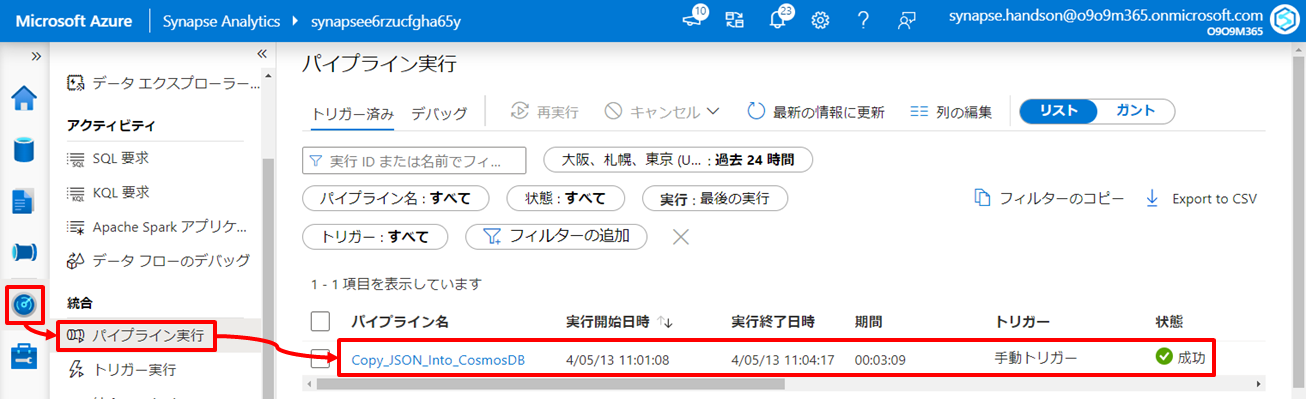 Microsoft Azure
Synapse Analytics
synapsee6rzucfgha65y
10
23
synapse.handson@o9o9m365.onmicrosoft.com
O9O9M365
データ エクスプローラー...
アクティビティ
SQL 要求
KQL 要求
Apache Spark アプリケ...
データ フローのデバッグ
統合
パイプライン実行
トリガー実行
パイプライン実行
トリガー済み デバッグ 再実行 キャンセル 最新の情報に更新 列の編集 リスト ガント
実行 ID または名前でフィ... 大阪、札幌、東京 (U... : 過去 24 時間
パイプライン名 : すべて 状態 : すべて 実行 : 最後の実行 フィルターのコピー Export to CSV
トリガー : すべて フィルターの追加
1 - 1 項目を表示しています
パイプライン名 実行開始日時 実行終了日時 期間 トリガー 状態
Copy_JSON_Into_CosmosDB 4/05/13 11:01:08 4/05/13 11:04:17 00:03:09 手動トリガー 成功